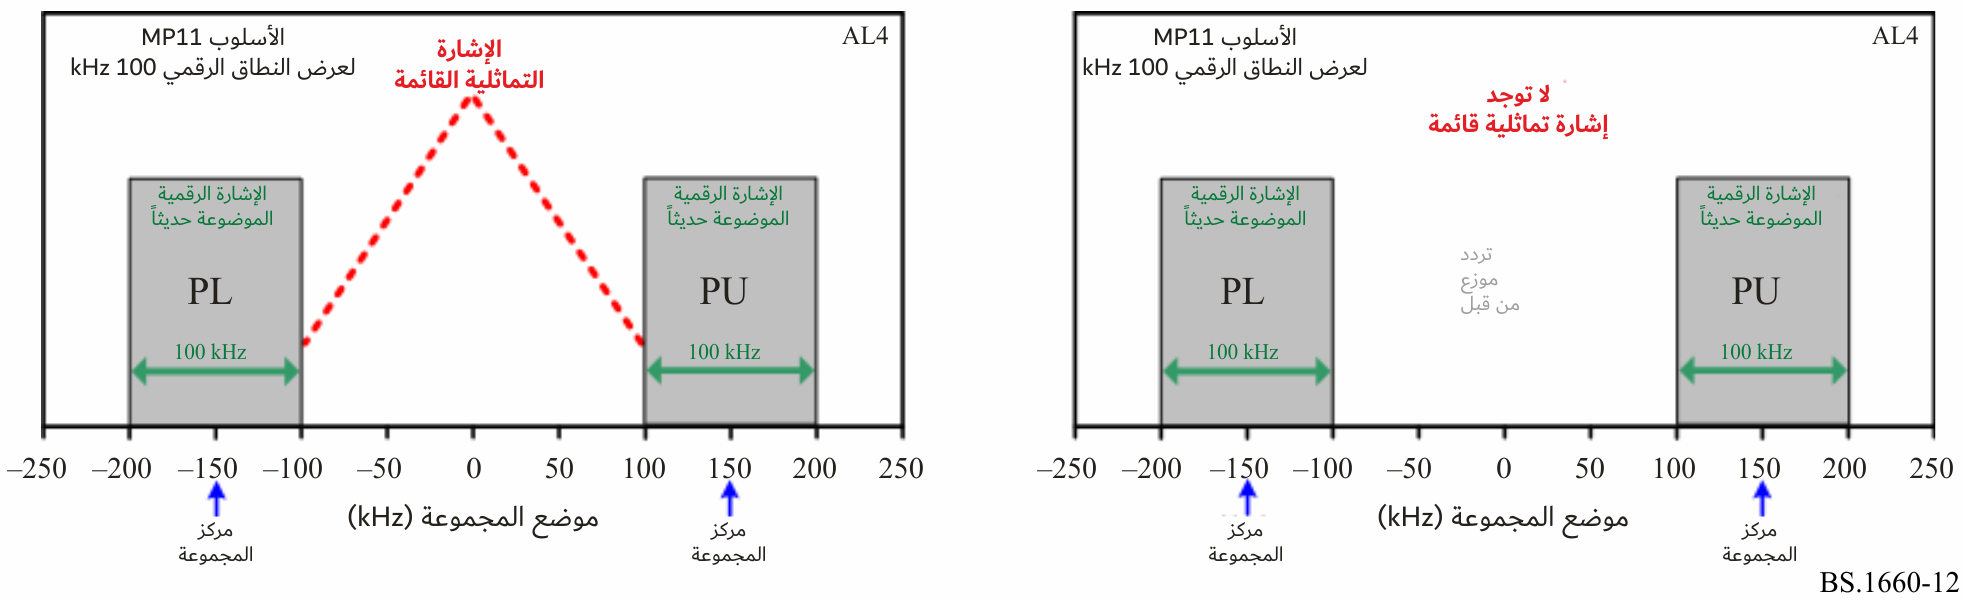 الأسلوب MP11
لعرض النطاق الرقمي 100 kHz
الإشارة
التماثلية القائمة
AL4
الإشارة الرقمية
الموضوعة حديثاً
PL
100 kHz
الإشارة الرقمية
الموضوعة حديثاً
PU
100 kHz
–250 –200 –150 –100 –50 0 50 100 150 200 250
موضع المجموعة (kHz)
مركز
المجموعة
مركز
المجموعة
الأسلوب MP11
لعرض النطاق الرقمي 100 kHz
لا توجد
إشارة تماثلية قائمة
AL4
الإشارة الرقمية
الموضوعة حديثاً
PL
100 kHz
تردد
موزع
من قبل
الإشارة الرقمية
الموضوعة حديثاً
PU
100 kHz
–250 –200 –150 –100 –50 0 50 100 150 200 250
موضع المجموعة (kHz)
مركز
المجموعة
مركز
المجموعة
BS.1660-12